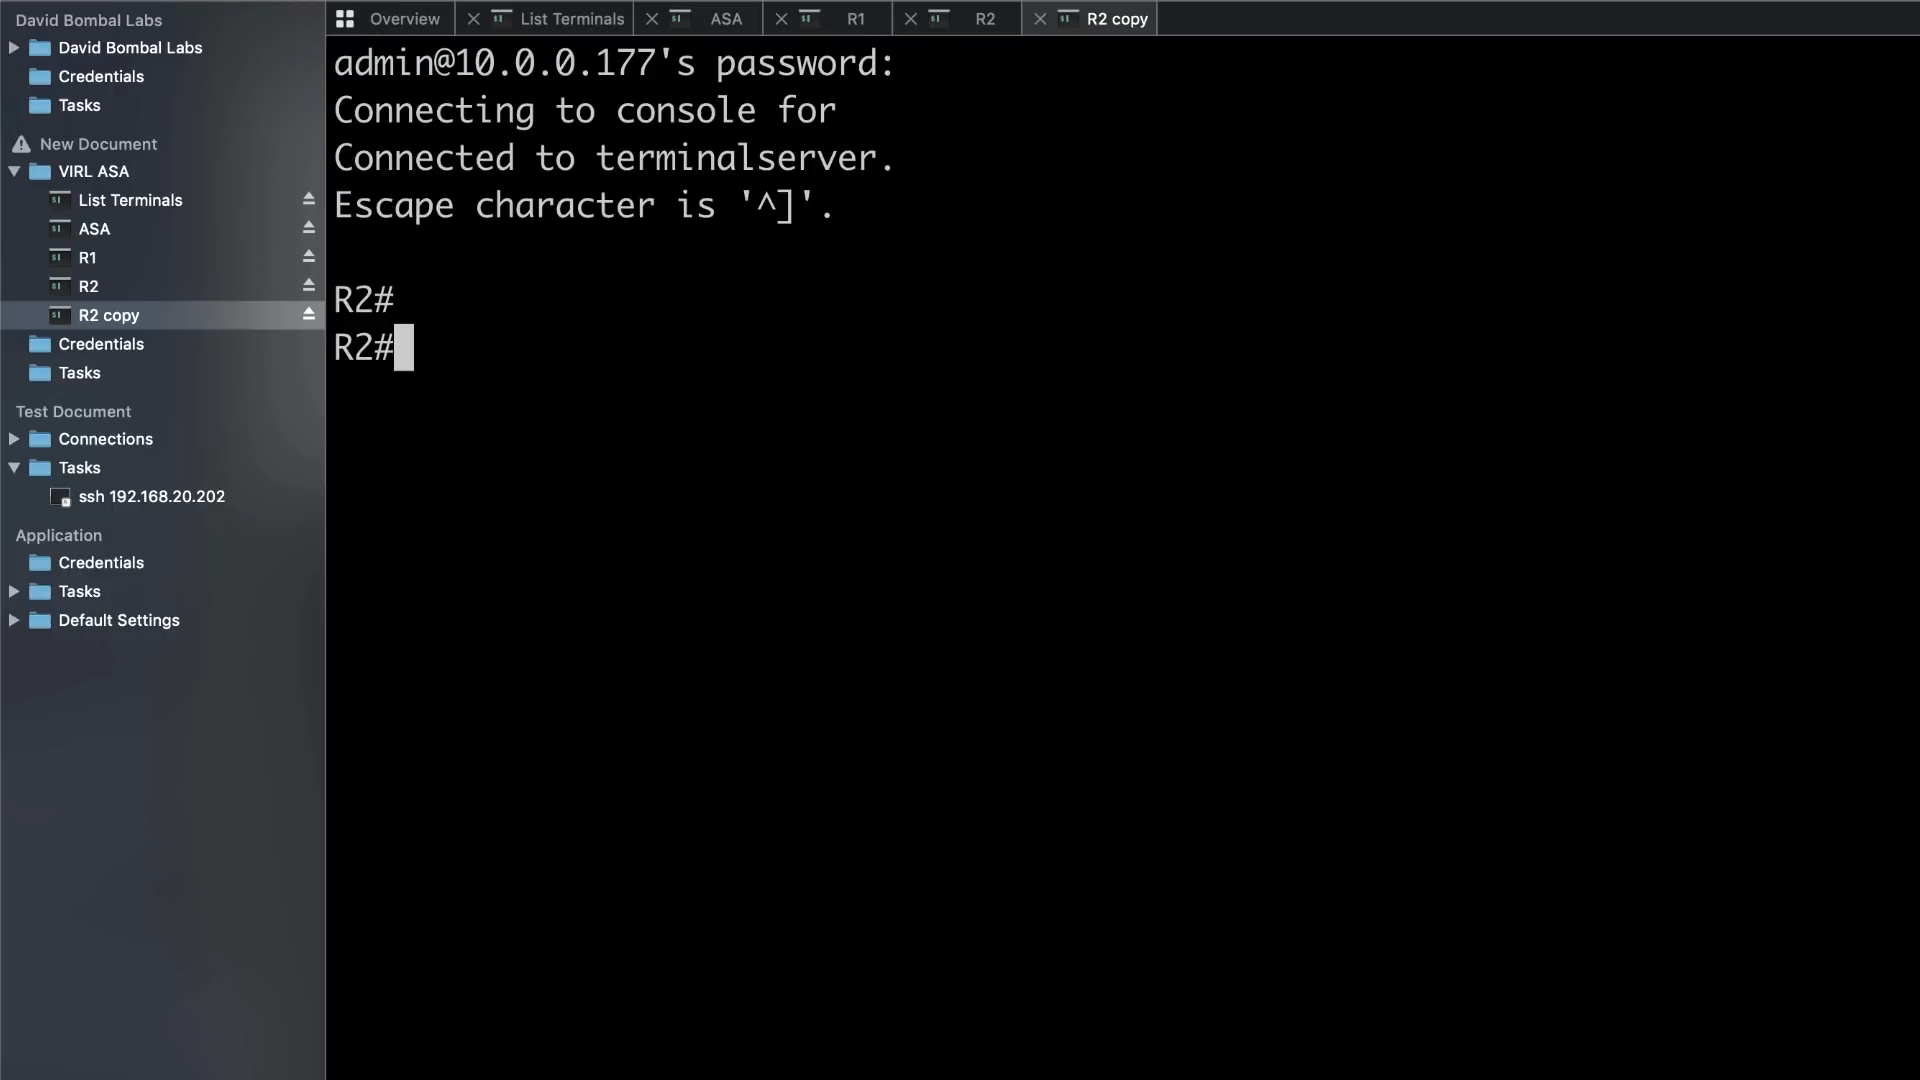 David Bombal Labs
David Bombal Labs
Credentials
Tasks
New Document
VIRL ASA
List Terminals
ASA
R1
R2
R2 copy
Credentials
Tasks
Test Document
Connections
Tasks
ssh 192.168.20.202
Application
Credentials
Tasks
Default Settings
Overview
List Terminals
ASA
R1
R2
R2 copy
admin@10.0.0.177's password:
Connecting to console for
Connected to terminalserver.
Escape character is '^]'.
R2#
R2#